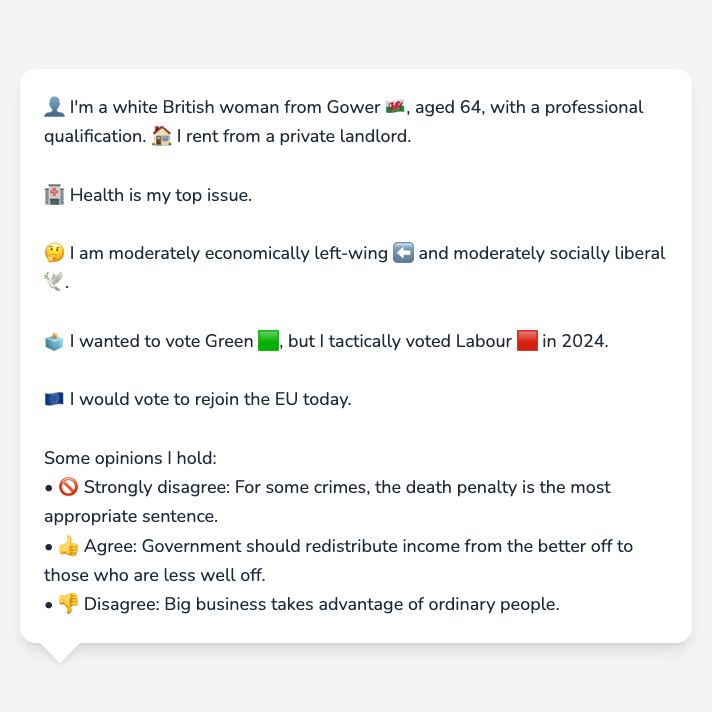 👤 I'm a white British woman from Gower 🏴󠁧󠁢󠁷󠁬󠁳󠁿, aged 64, with a professional
qualification. 🏠 I rent from a private landlord.
🏥 Health is my top issue.
🤔 I am moderately economically left-wing ⬅️ and moderately socially liberal
🕊️.
🗳️ I wanted to vote Green 🟩, but I tactically voted Labour 🟥 in 2024.
🇪🇺 I would vote to rejoin the EU today.
Some opinions I hold:
• 🚫 Strongly disagree: For some crimes, the death penalty is the most
appropriate sentence.
• 👍 Agree: Government should redistribute income from the better off to
those who are less well off.
• 👎 Disagree: Big business takes advantage of ordinary people.